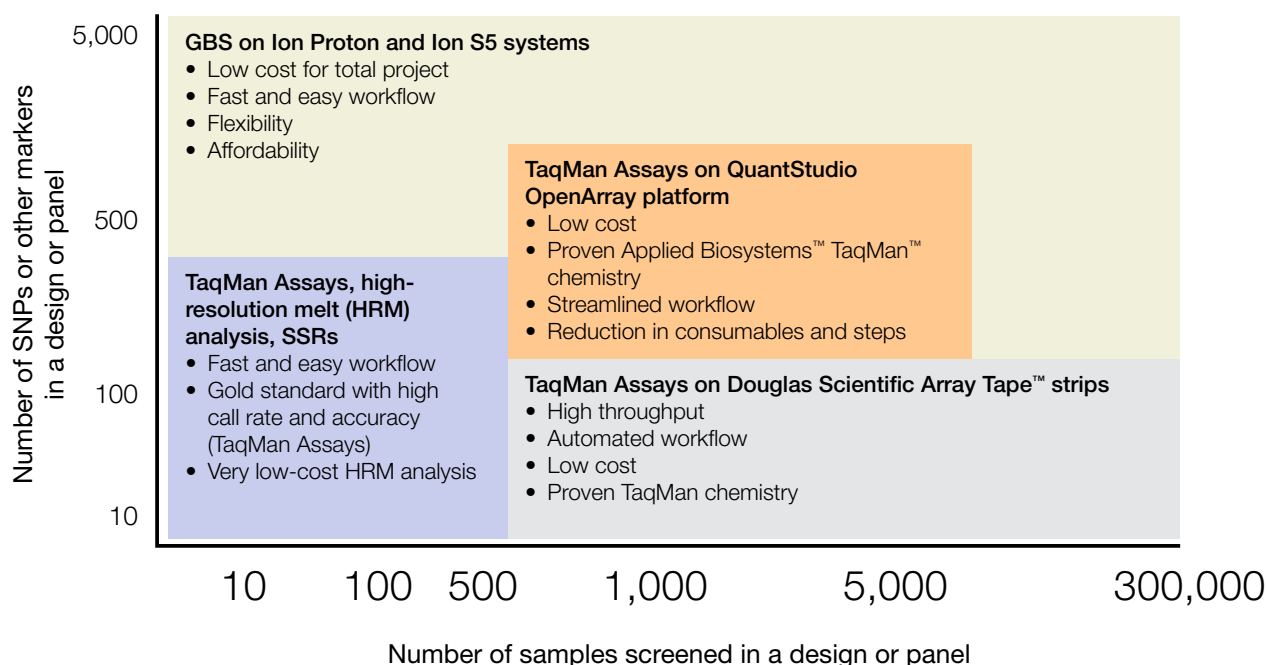 Number of SNPs or other markers
in a design or panel
5,000
500
100
10
GBS on Ion Proton and Ion S5 systems
• Low cost for total project
• Fast and easy workflow
• Flexibility
• Affordability
TaqMan Assays on QuantStudio
OpenArray platform
• Low cost
• Proven Applied Biosystems™ TaqMan™
chemistry
• Streamlined workflow
• Reduction in consumables and steps
TaqMan Assays, high-
resolution melt (HRM)
analysis, SSRs
• Fast and easy workflow
• Gold standard with high
call rate and accuracy
(TaqMan Assays)
• Very low-cost HRM analysis
TaqMan Assays on Douglas Scientific Array Tape™ strips
• High throughput
• Automated workflow
• Low cost
• Proven TaqMan chemistry
10 100 500 1,000 5,000 300,000
Number of samples screened in a design or panel